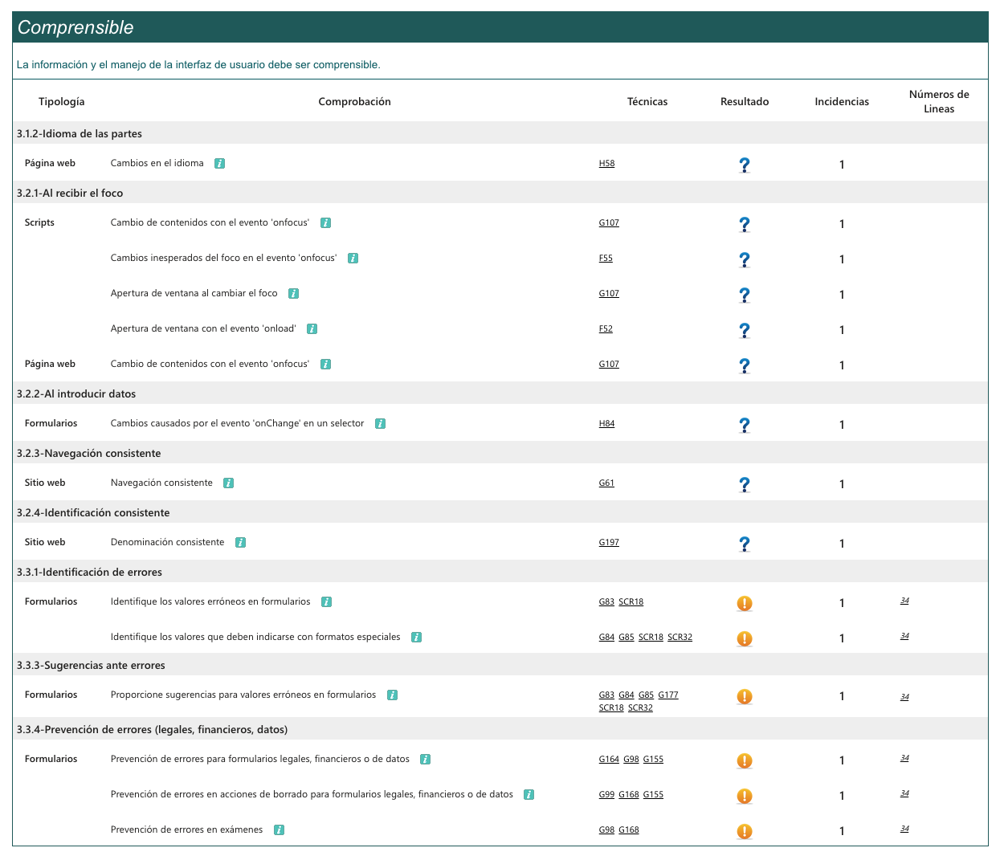 Comprensible
La información y el manejo de la interfaz de usuario debe ser comprensible.
Tipología Comprobación Técnicas Resultado Incidencias Números de Lineas
3.1.2-Idioma de las partes
Página web Cambios en el idioma i H58 ? 1
3.2.1-Al recibir el foco
Scripts Cambio de contenidos con el evento 'onfocus' i G107 ? 1
Cambios inesperados del foco en el evento 'onfocus' i F55 ? 1
Apertura de ventana al cambiar el foco i G107 ? 1
Apertura de ventana con el evento 'onload' i F52 ? 1
Página web Cambio de contenidos con el evento 'onfocus' i G107 ? 1
3.2.2-Al introducir datos
Formularios Cambios causados por el evento 'onChange' en un selector i H84 ? 1
3.2.3-Navegación consistente
Sitio web Navegación consistente i G61 ? 1
3.2.4-Identificación consistente
Sitio web Denominación consistente i G197 ? 1
3.3.1-Identificación de errores
Formularios Identifique los valores erróneos en formularios i G83 SCR18 ! 1 34
Identifique los valores que deben indicarse con formatos especiales i G84 G85 SCR18 SCR32 ! 1 34
3.3.3-Sugerencias ante errores
Formularios Proporcione sugerencias para valores erróneos en formularios i G83 G84 G85 G177 ! 1 34
SCR18 SCR32
3.3.4-Prevención de errores (legales, financieros, datos)
Formularios Prevención de errores para formularios legales, financieros o de datos i G164 G98 G155 ! 1 34
Prevención de errores en acciones de borrado para formularios legales, financieros o de datos i G99 G168 G155 ! 1 34
Prevención de errores en exámenes i G98 G168 ! 1 34